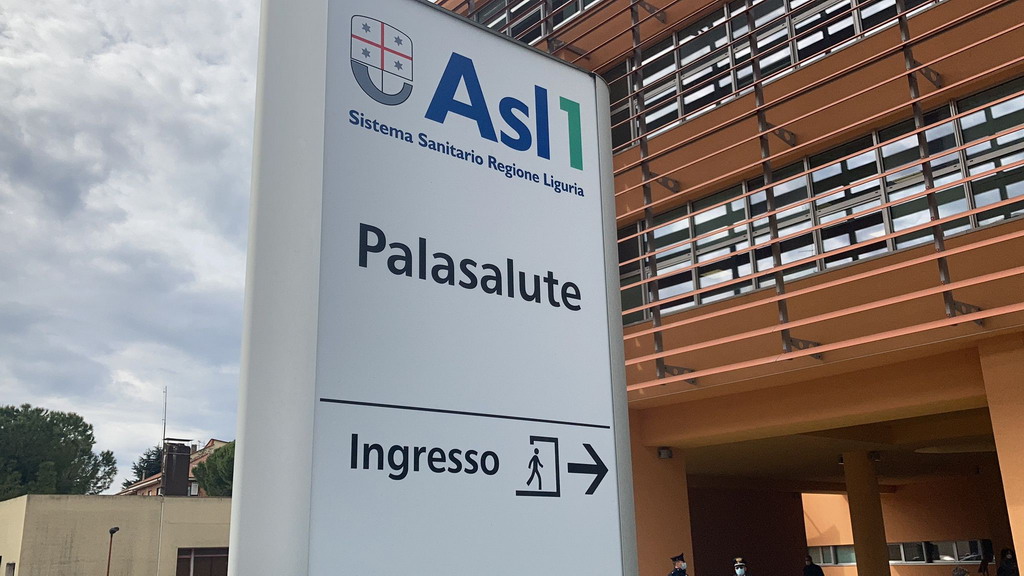 Asl1
Sistema Sanitario Regione Liguria
Palasalute
Ingresso